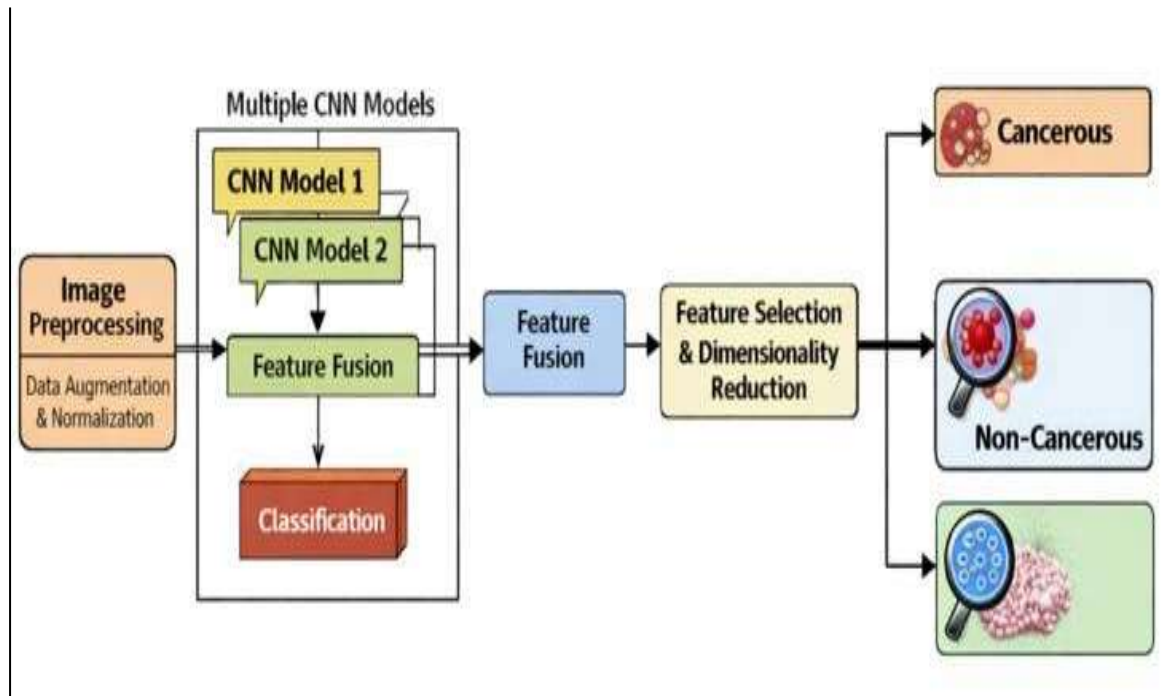 Multiple CNN Models
CNN Model 1
CNN Model 2
Image
Preprocessing
Data Augmentation
& Normalization
Feature Fusion
Classification
Feature
Fusion
Feature Selection
& Dimensionality
Reduction
Cancerous
Non-Cancerous